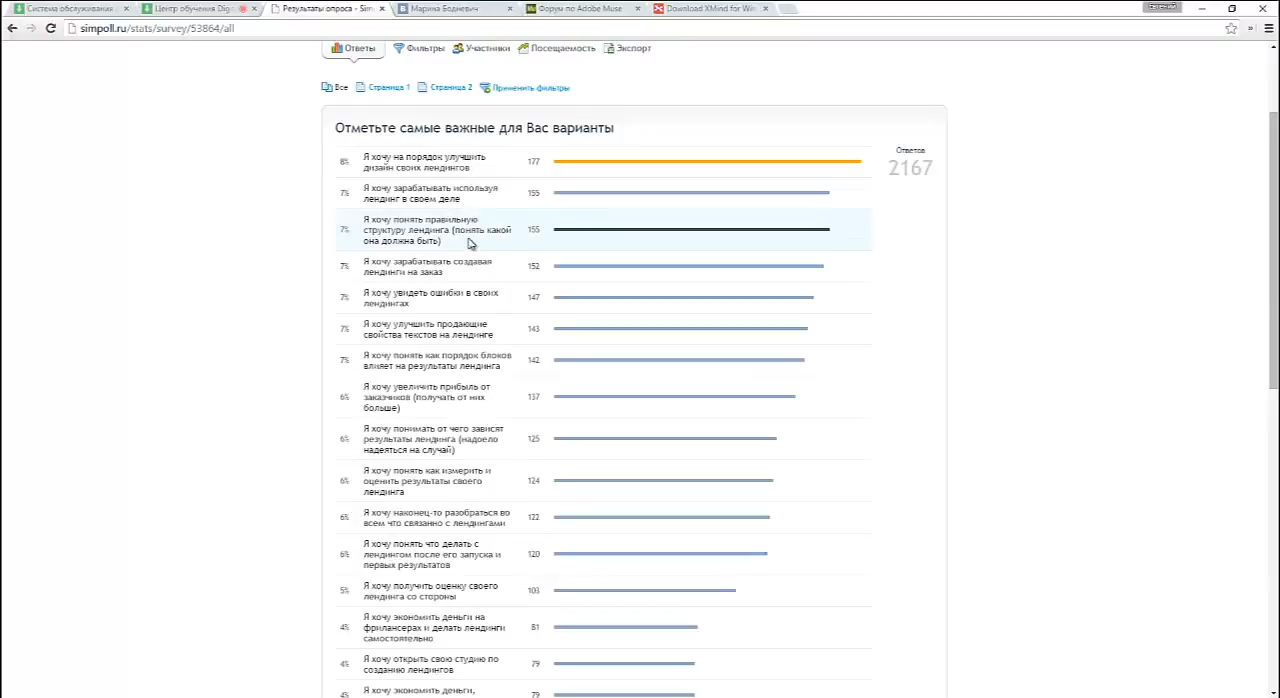 Система обслуживания
Центр обучения Digi
Результаты опроса - Simp
Марина Бодневич
Форум по Adobe Muse
Download XMind for Win
simpoll.ru/stats/survey/53864/all
Ответы Фильтры Участники Посещаемость Экспорт
Все Страница 1 Страница 2 Применить фильтры
Отметьте самые важные для Вас варианты
Ответов
2167
8% Я хочу на порядок улучшить 177
дизайн своих лендингов
7% Я хочу зарабатывать используя 155
лендинг в своем деле
Я хочу понять правильную
7% структуру лендинга (понять какой 155
она должна быть)
7% Я хочу зарабатывать создавая 152
лендинги на заказ
7% Я хочу увидеть ошибки в своих 147
лендингах
7% Я хочу улучшить продающие 143
свойства текстов на лендинге
7% Я хочу понять как порядок блоков 142
влияет на результаты лендинга
Я хочу увеличить прибыль от
6% заказчиков (получать от них 137
больше)
Я хочу понимать от чего зависят
6% результаты лендинга (надоело 125
надеяться на случай)
Я хочу понять как измерить и
6% оценить результаты своего 124
лендинга
6% Я хочу наконец-то разобраться во 122
всем что связанно с лендингами
Я хочу понять что делать с
6% лендингом после его запуска и 120
первых результатов
5% Я хочу получить оценку своего 103
лендинга со стороны
Я хочу экономить деньги на
4% фрилансерах и делать лендинги 81
самостоятельно
4% Я хочу открыть свою студию по 79
созданию лендингов
4% Я хочу экономить деньги, 79